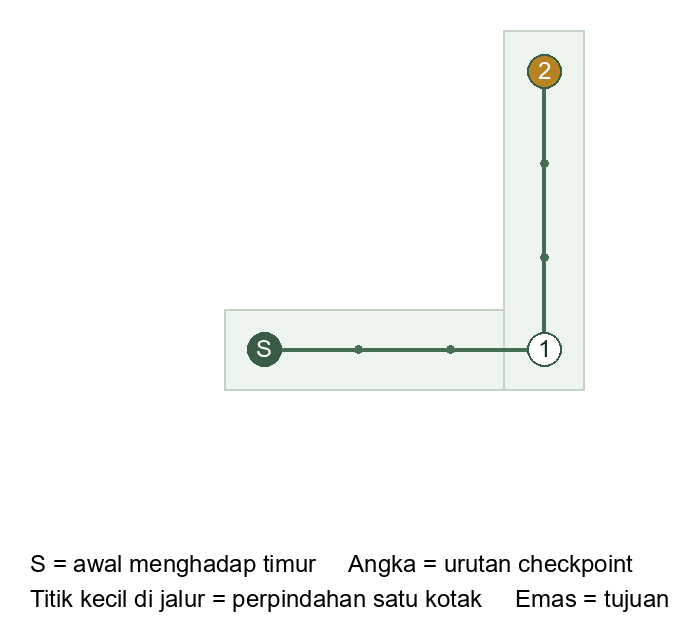 2
S
1
S = awal menghadap timur     Angka = urutan checkpoint
Titik kecil di jalur = perpindahan satu kotak     Emas = tujuan